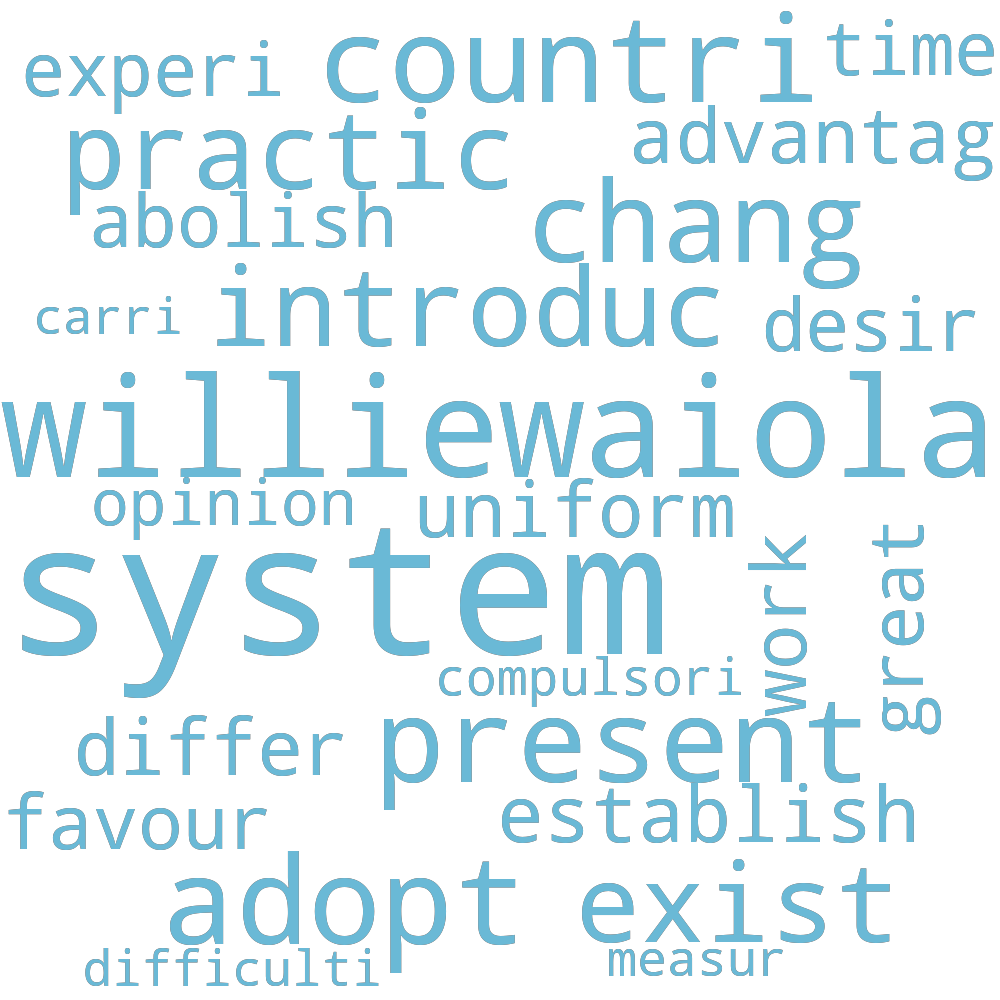 countri
time
experi
advantag
practic
abolish
chang
introduc
carri
desir
williewaiola
opinion
uniform
system
work
great
compulsori
present
differ
establish
favour
adopt
exist
measur
difficulti